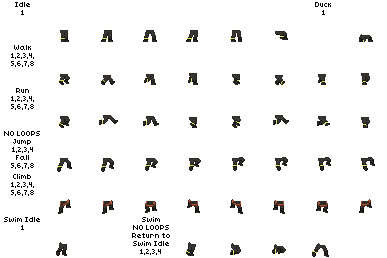 Idle
1
Duck
1
Walk
1,2,3,4,
5,6,7,8
Run
1,2,3,4,
5,6,7,8
NO LOOPS
Jump
1,2,3,4
Fall
5,6,7,8
Climb
1,2,3,4,
5,6,7,8
Swim Idle
1
Swim
NO LOOPS
Return to
Swim Idle
1,2,3,4